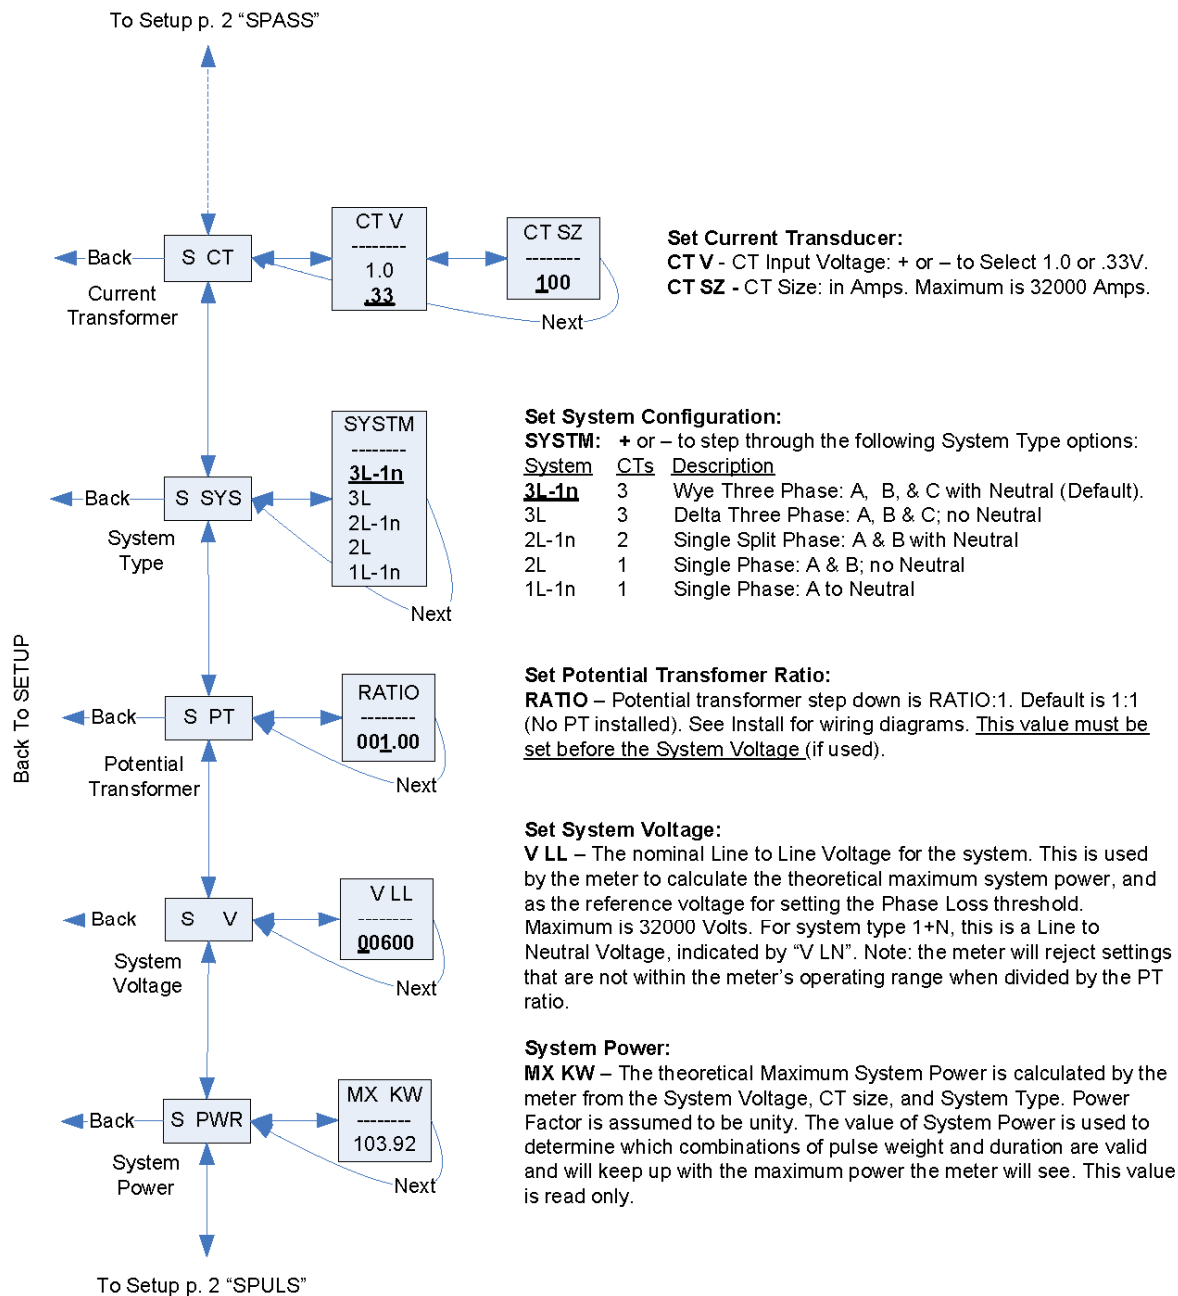 To Setup p. 2 “SPASS”
Back
S CT
Current
Transformer
CT V
--------
1.0
.33
CT SZ
--------
100
Next
Set Current Transducer:
CT V - CT Input Voltage: + or – to Select 1.0 or .33V.
CT SZ - CT Size: in Amps. Maximum is 32000 Amps.
Back
S SYS
System
Type
SYSTM
--------
3L-1n
3L
2L-1n
2L
1L-1n
Next
Set System Configuration:
SYSTM: + or – to step through the following System Type options:
System CTs Description
3L-1n 3 Wye Three Phase: A, B, & C with Neutral (Default).
3L 3 Delta Three Phase: A, B & C; no Neutral
2L-1n 2 Single Split Phase: A & B with Neutral
2L 1 Single Phase: A & B; no Neutral
1L-1n 1 Single Phase: A to Neutral
Back To SETUP
Back
S PT
Potential
Transformer
RATIO
--------
001.00
Next
Set Potential Transfomer Ratio:
RATIO – Potential transformer step down is RATIO:1. Default is 1:1
(No PT installed). See Install for wiring diagrams. This value must be
set before the System Voltage (if used).
Back
S V
System
Voltage
V LL
--------
00600
Next
Set System Voltage:
V LL – The nominal Line to Line Voltage for the system. This is used
by the meter to calculate the theoretical maximum system power, and
as the reference voltage for setting the Phase Loss threshold.
Maximum is 32000 Volts. For system type 1+N, this is a Line to
Neutral Voltage, indicated by “V LN”. Note: the meter will reject settings
that are not within the meter’s operating range when divided by the PT
ratio.
Back
S PWR
System
Power
MX KW
--------
103.92
Next
System Power:
MX KW – The theoretical Maximum System Power is calculated by the
meter from the System Voltage, CT size, and System Type. Power
Factor is assumed to be unity. The value of System Power is used to
determine which combinations of pulse weight and duration are valid
and will keep up with the maximum power the meter will see. This value
is read only.
To Setup p. 2 “SPULS”